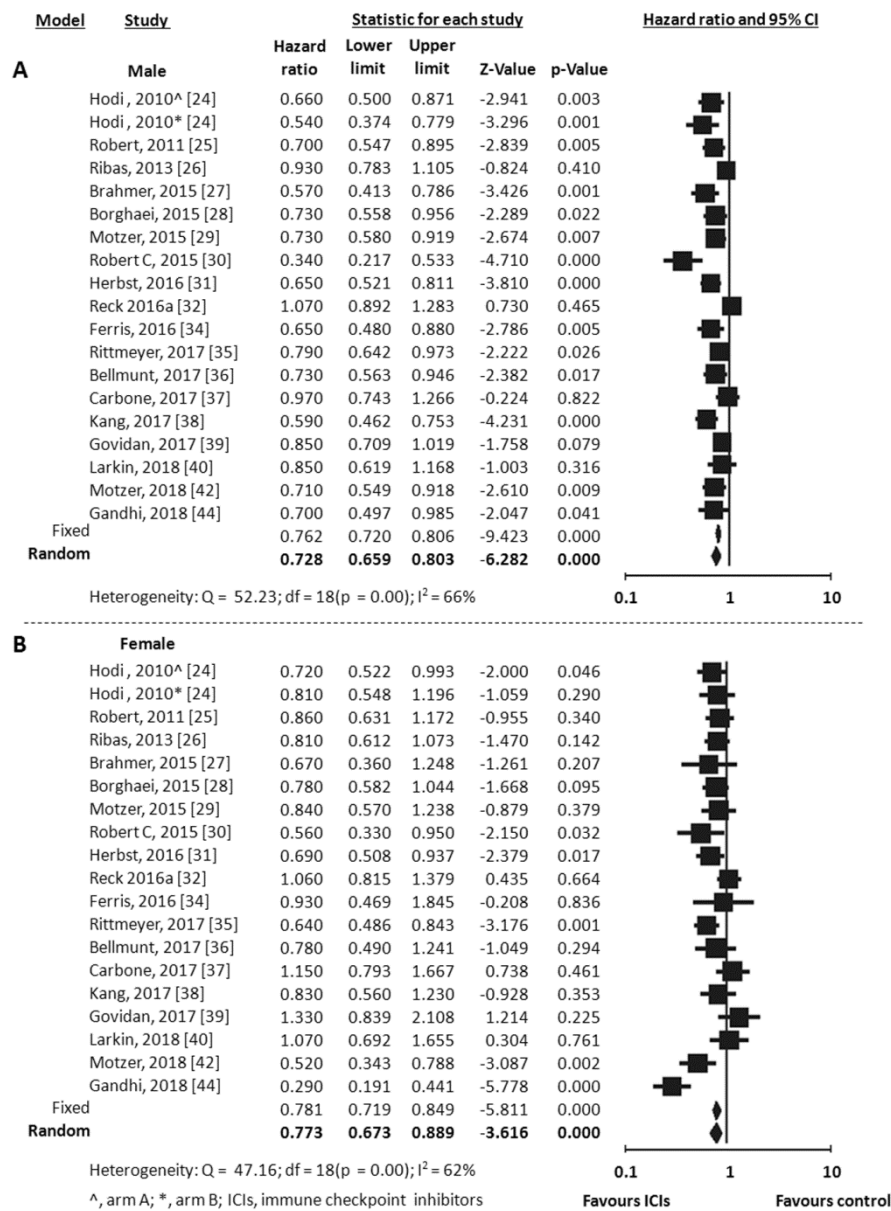 Model Study Statistic for each study Hazard ratio and 95% CI
Hazard Lower Upper
A Male ratio limit limit Z-Value p-Value
Hodi, 2010^ [24] 0.660 0.500 0.871 -2.941 0.003
Hodi, 2010* [24] 0.540 0.374 0.779 -3.296 0.001
Robert, 2011 [25] 0.700 0.547 0.895 -2.839 0.005
Ribas, 2013 [26] 0.930 0.783 1.105 -0.824 0.410
Brahmer, 2015 [27] 0.570 0.413 0.786 -3.426 0.001
Borghaei, 2015 [28] 0.730 0.558 0.956 -2.289 0.022
Motzer, 2015 [29] 0.730 0.580 0.919 -2.674 0.007
Robert C, 2015 [30] 0.340 0.217 0.533 -4.710 0.000
Herbst, 2016 [31] 0.650 0.521 0.811 -3.810 0.000
Reck 2016a [32] 1.070 0.892 1.283 0.730 0.465
Ferris, 2016 [34] 0.650 0.480 0.880 -2.786 0.005
Rittmeyer, 2017 [35] 0.790 0.642 0.973 -2.222 0.026
Bellmunt, 2017 [36] 0.730 0.563 0.946 -2.382 0.017
Carbone, 2017 [37] 0.970 0.743 1.266 -0.224 0.822
Kang, 2017 [38] 0.590 0.462 0.753 -4.231 0.000
Govidan, 2017 [39] 0.850 0.709 1.019 -1.758 0.079
Larkin, 2018 [40] 0.850 0.619 1.168 -1.003 0.316
Motzer, 2018 [42] 0.710 0.549 0.918 -2.610 0.009
Gandhi, 2018 [44] 0.700 0.497 0.985 -2.047 0.041
Fixed 0.762 0.720 0.806 -9.423 0.000
Random 0.728 0.659 0.803 -6.282 0.000
0.1 1 10
Heterogeneity: Q = 52.23; df = 18(p = 0.00); I² = 66%
B Female
Hodi, 2010^ [24] 0.720 0.522 0.993 -2.000 0.046
Hodi, 2010* [24] 0.810 0.548 1.196 -1.059 0.290
Robert, 2011 [25] 0.860 0.631 1.172 -0.955 0.340
Ribas, 2013 [26] 0.810 0.612 1.073 -1.470 0.142
Brahmer, 2015 [27] 0.670 0.360 1.248 -1.261 0.207
Borghaei, 2015 [28] 0.780 0.582 1.044 -1.668 0.095
Motzer, 2015 [29] 0.840 0.570 1.238 -0.879 0.379
Robert C, 2015 [30] 0.560 0.330 0.950 -2.150 0.032
Herbst, 2016 [31] 0.690 0.508 0.937 -2.379 0.017
Reck 2016a [32] 1.060 0.815 1.379 0.435 0.664
Ferris, 2016 [34] 0.930 0.469 1.845 -0.208 0.836
Rittmeyer, 2017 [35] 0.640 0.486 0.843 -3.176 0.001
Bellmunt, 2017 [36] 0.780 0.490 1.241 -1.049 0.294
Carbone, 2017 [37] 1.150 0.793 1.667 0.738 0.461
Kang, 2017 [38] 0.830 0.560 1.230 -0.928 0.353
Govidan, 2017 [39] 1.330 0.839 2.108 1.214 0.225
Larkin, 2018 [40] 1.070 0.692 1.655 0.304 0.761
Motzer, 2018 [42] 0.520 0.343 0.788 -3.087 0.002
Gandhi, 2018 [44] 0.290 0.191 0.441 -5.778 0.000
Fixed 0.781 0.719 0.849 -5.811 0.000
Random 0.773 0.673 0.889 -3.616 0.000
Heterogeneity: Q = 47.16; df = 18(p = 0.00); I² = 62% 0.1 1 10
^, arm A; *, arm B; ICIs, immune checkpoint inhibitors Favours ICIs Favours control